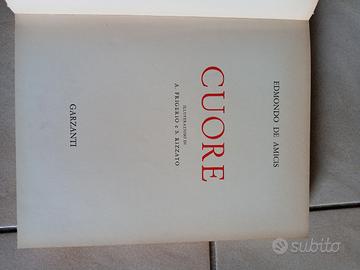 EDMONDO DE AMICIS
CUORE
ILLUSTRAZIONI DI
A. FRIGERIO e S. RIZZATO
GARZANTI
subito